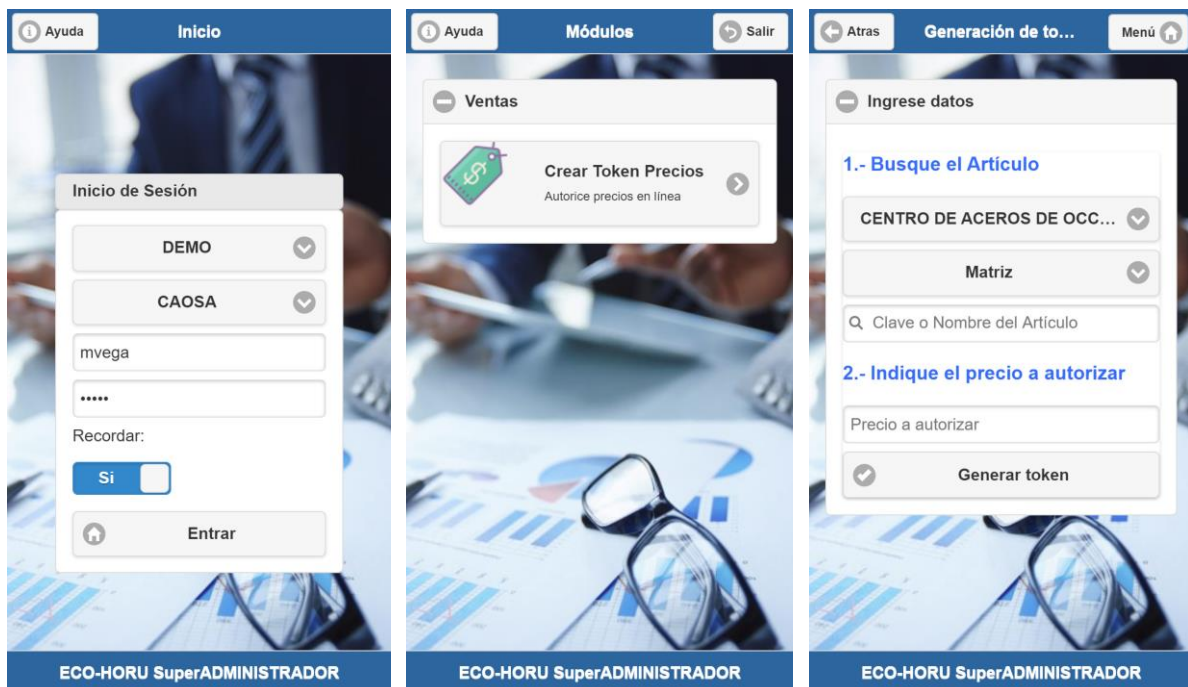 Ayuda
Inicio
Inicio de Sesión
DEMO
CAOSA
mvega
•••••
Recordar:
Si
Entrar
ECO-HORU SuperADMINISTRADOR
Ayuda
Módulos
Salir
Ventas
Crear Token Precios
Autorice precios en línea
ECO-HORU SuperADMINISTRADOR
Atras
Generación de to...
Menú
Ingrese datos
1.- Busque el Artículo
CENTRO DE ACEROS DE OCC...
Matriz
Clave o Nombre del Artículo
2.- Indique el precio a autorizar
Precio a autorizar
Generar token
ECO-HORU SuperADMINISTRADOR